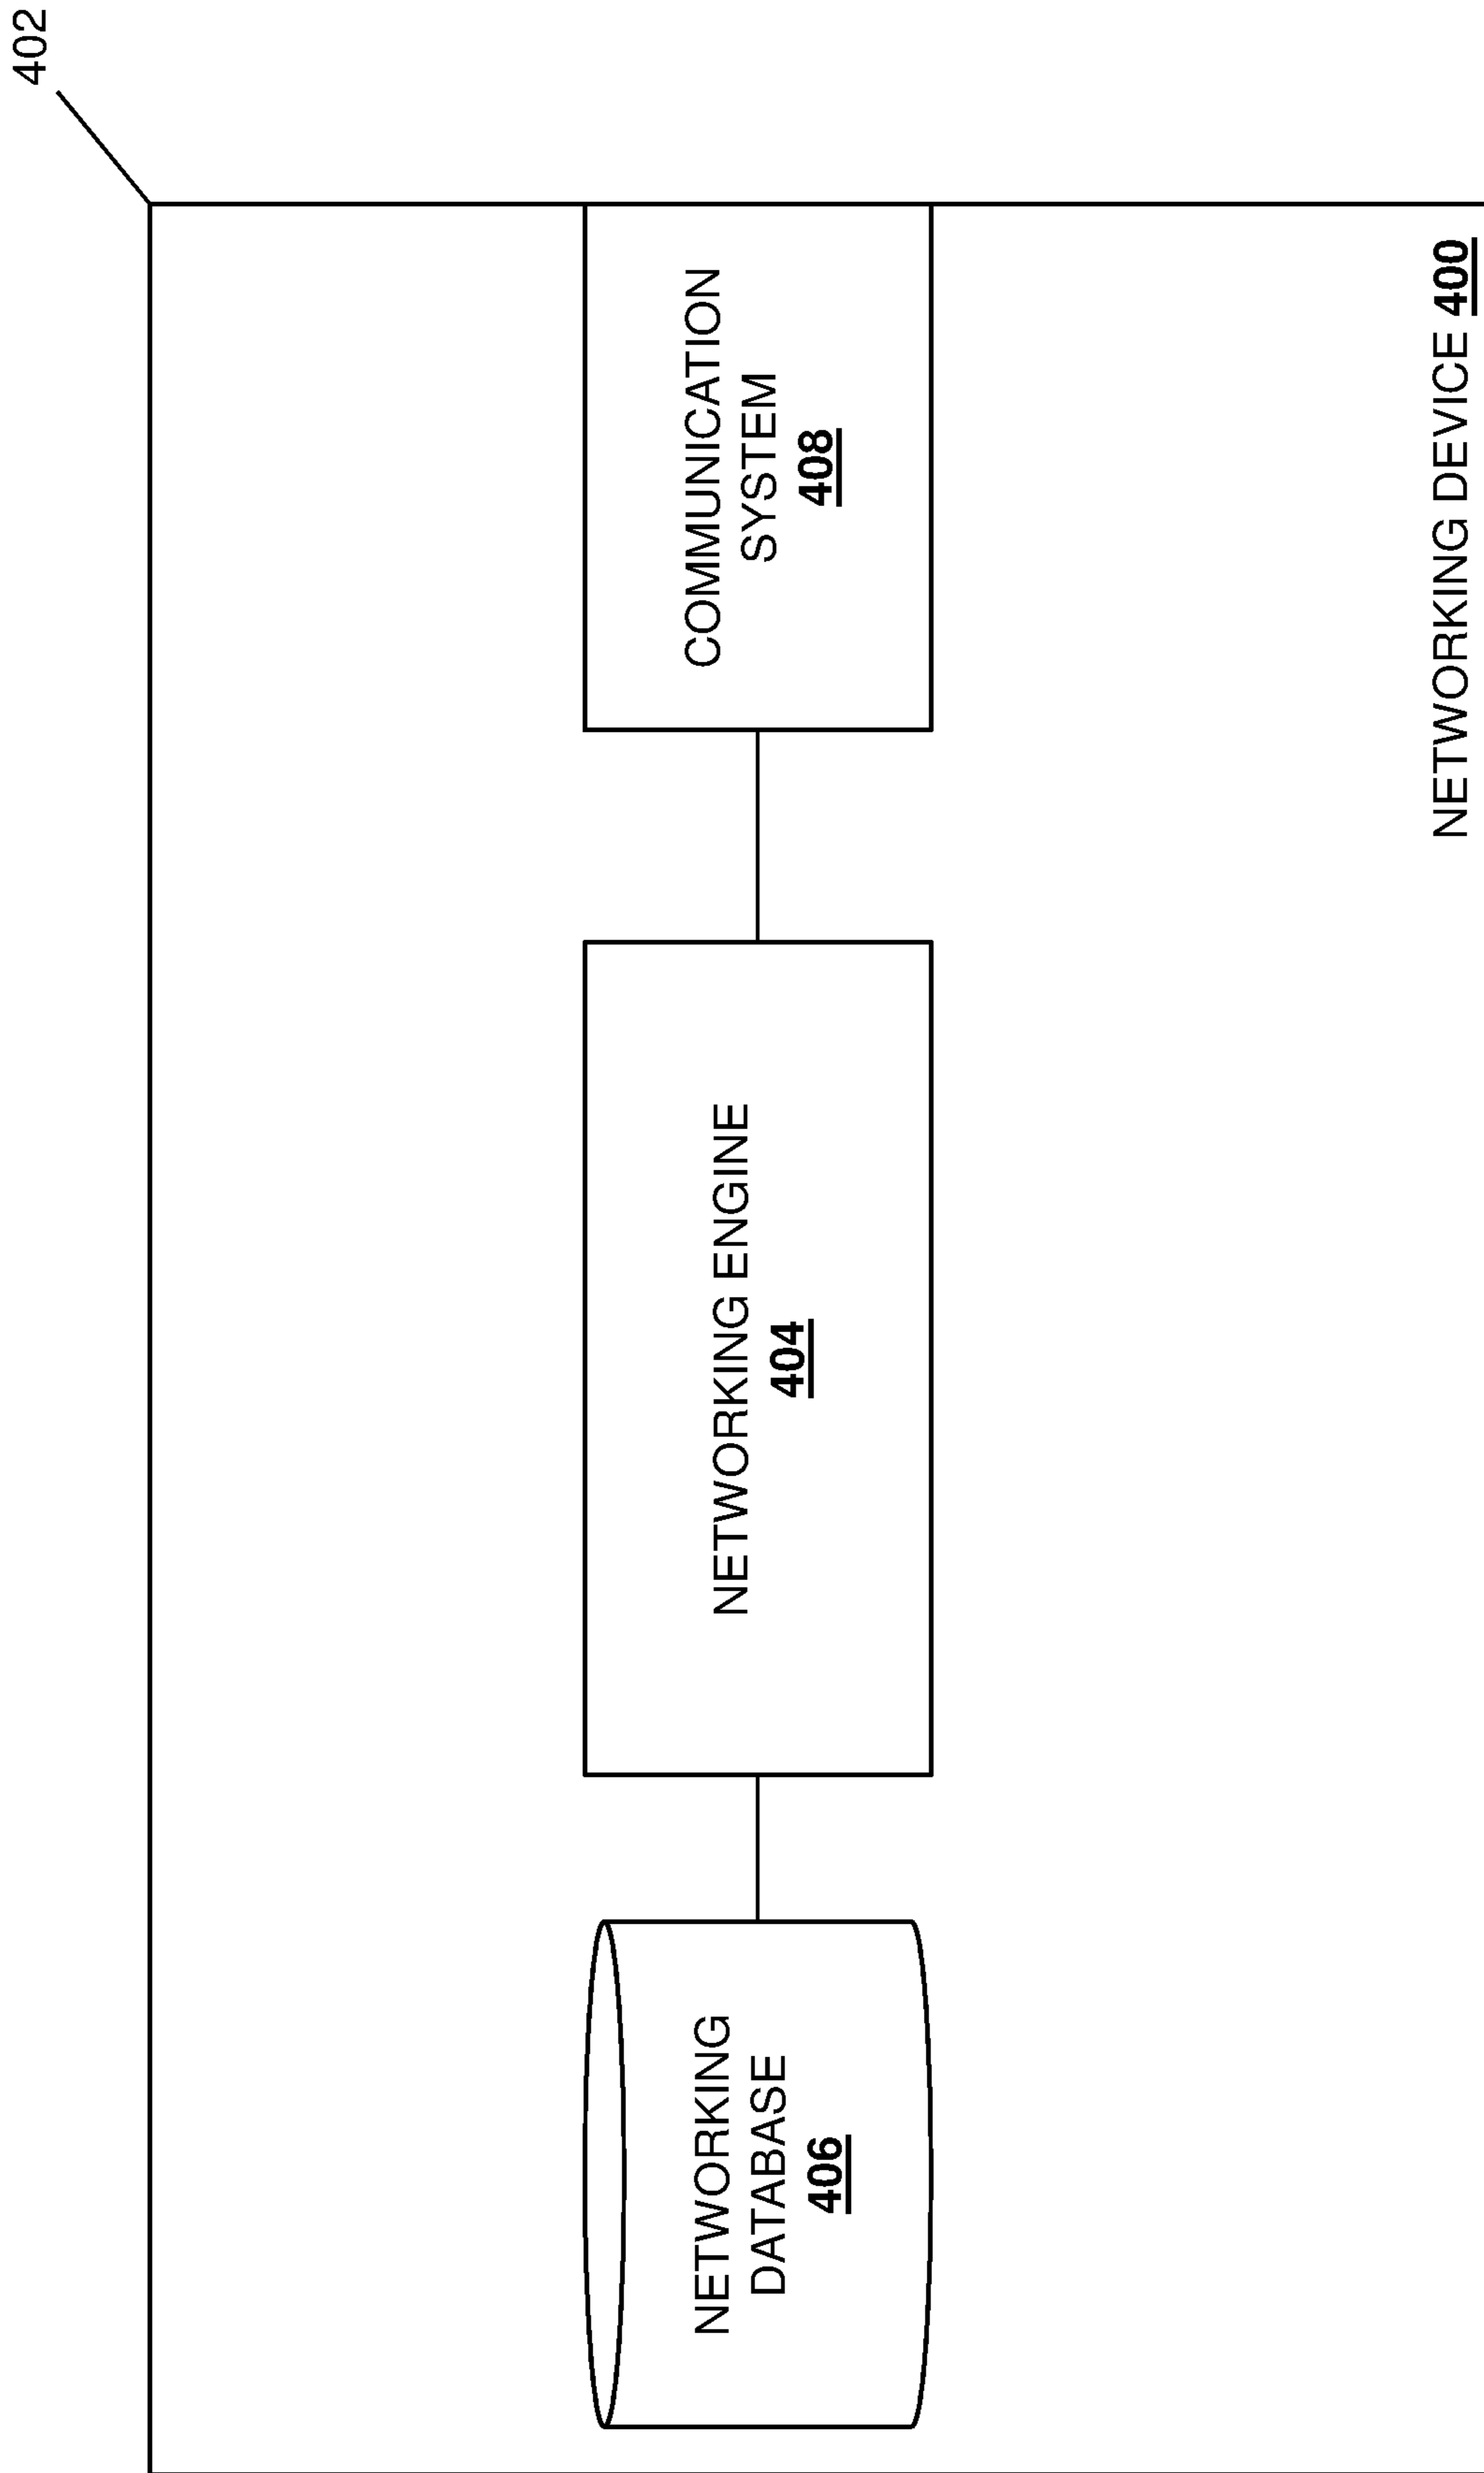 402
NETWORKING
DATABASE
406
NETWORKING ENGINE
404
COMMUNICATION
SYSTEM
408
NETWORKING DEVICE 400